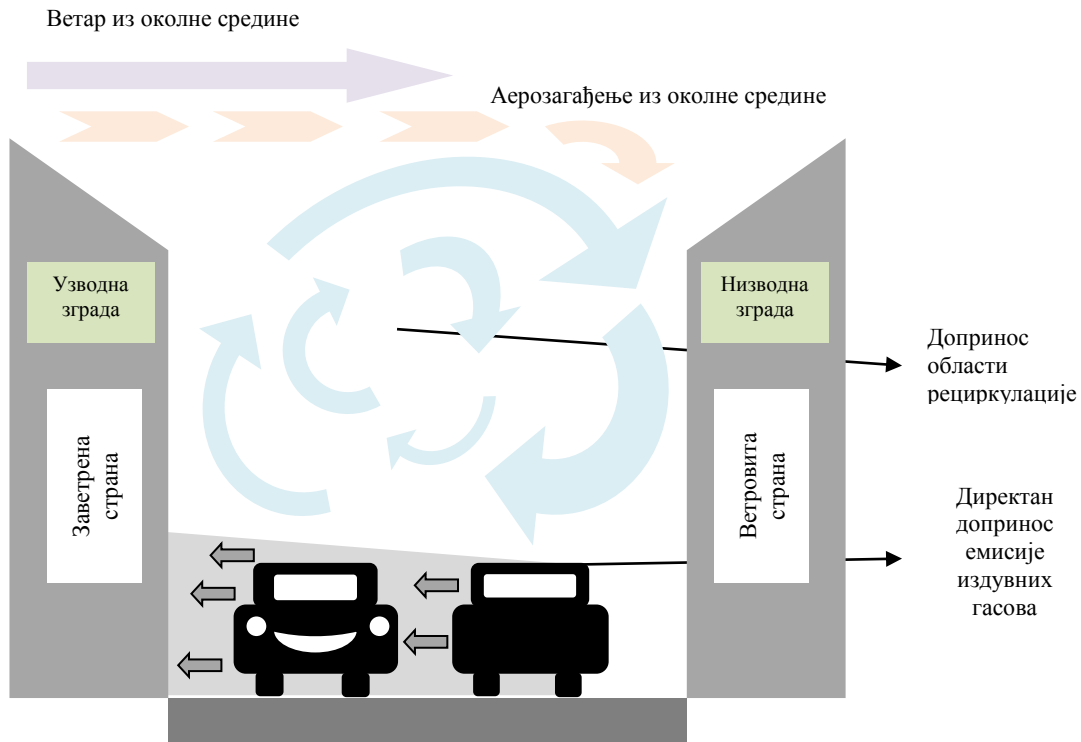 Ветар из околне средине
Аерозагађење из околне средине
Узводна
зграда
Низводна
зграда
Допринос
области
рециркулације
Заветрена
страна
Ветровита
страна
Директан
допринос
емисије
издувних
гасова